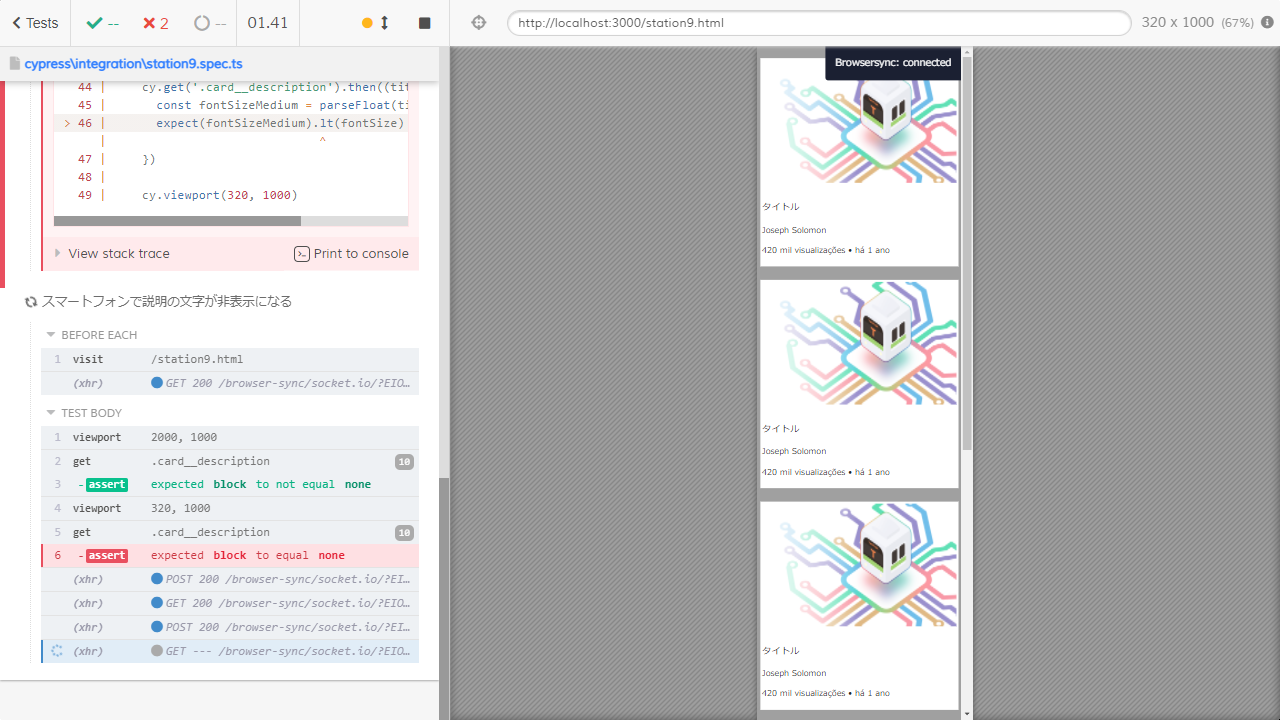 Tests
--
2
--
01.41
http://localhost:3000/station9.html
320 x 1000 (67%)
cypress\integration\station9.spec.ts
44 | cy.get('.card__description').then((tit
45 | const fontSizeMedium = parseFloat(ti
> 46 | expect(fontSizeMedium).lt(fontSize)
| ^
47 | })
48 |
49 | cy.viewport(320, 1000)
View stack trace
Print to console
スマートフォンで説明の文字が非表示になる
BEFORE EACH
1 visit /station9.html
(xhr) GET 200 /browser-sync/socket.io/?EIO…
TEST BODY
1 viewport 2000, 1000
2 get .card__description 10
3 -assert expected block to not equal none
4 viewport 320, 1000
5 get .card__description 10
6 -assert expected block to equal none
(xhr) POST 200 /browser-sync/socket.io/?EI…
(xhr) GET 200 /browser-sync/socket.io/?EIO…
(xhr) POST 200 /browser-sync/socket.io/?EI…
(xhr) GET --- /browser-sync/socket.io/?EIO…
Browsersync: connected
タイトル
Joseph Solomon
420 mil visualizações • há 1 ano
タイトル
Joseph Solomon
420 mil visualizações • há 1 ano
タイトル
Joseph Solomon
420 mil visualizações • há 1 ano